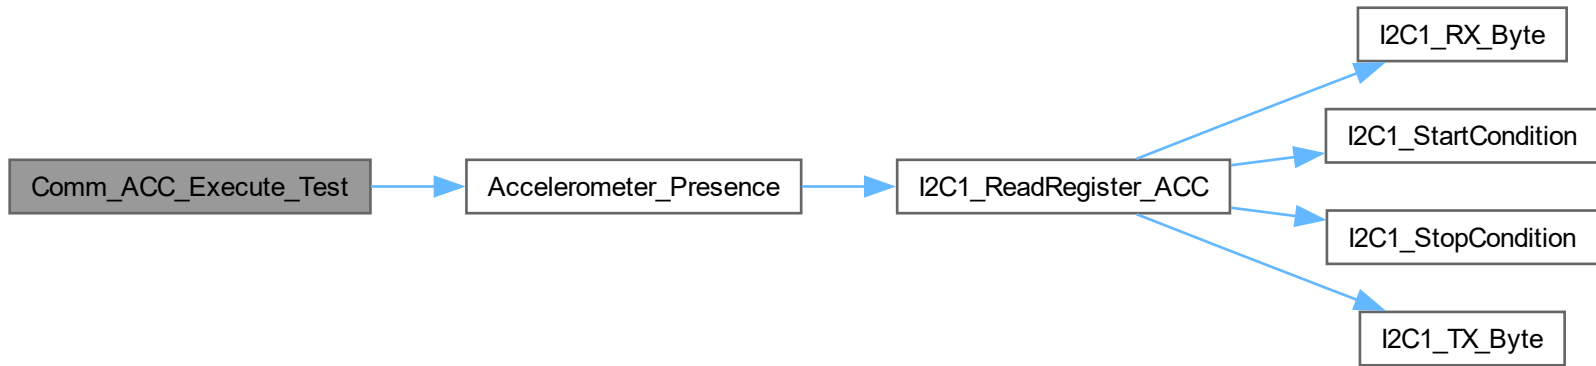 Comm_ACC_Execute_Test
Accelerometer_Presence
I2C1_ReadRegister_ACC
I2C1_RX_Byte
I2C1_StartCondition
I2C1_StopCondition
I2C1_TX_Byte